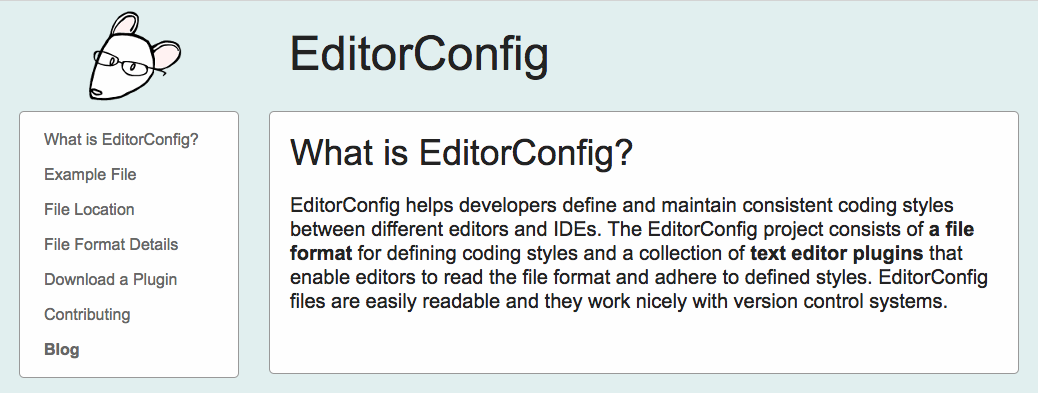 EditorConfig
What is EditorConfig?
Example File
File Location
File Format Details
Download a Plugin
Contributing
Blog
What is EditorConfig?
EditorConfig helps developers define and maintain consistent coding styles
between different editors and IDEs. The EditorConfig project consists of a file
format for defining coding styles and a collection of text editor plugins that
enable editors to read the file format and adhere to defined styles. EditorConfig
files are easily readable and they work nicely with version control systems.